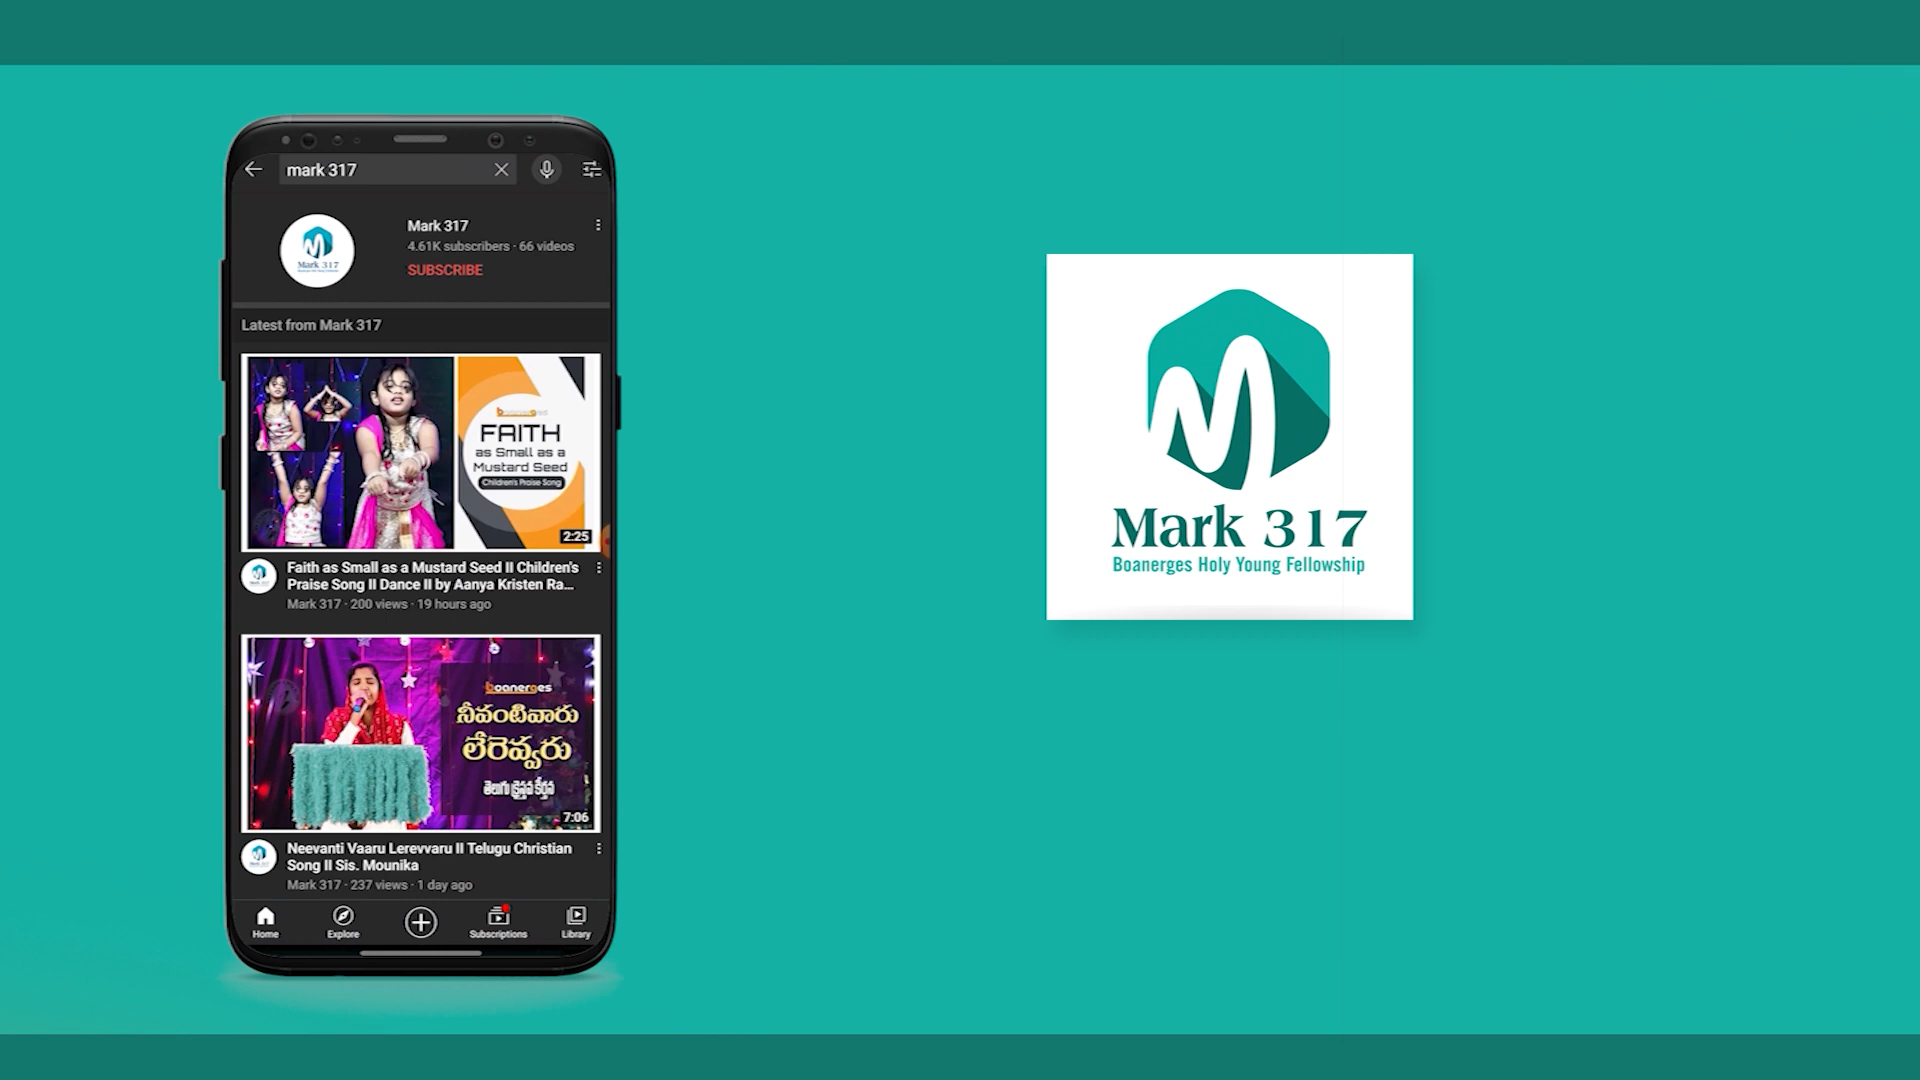 mark 317
Mark 317
4.61K subscribers · 66 videos
SUBSCRIBE
Mark 317
Latest from Mark 317
FAITH
as Small as a
Mustard Seed
Children's Praise Song
2:25
Faith as Small as a Mustard Seed II Children's
Praise Song II Dance II by Aanya Kristen Ra...
Mark 317 · 200 views · 19 hours ago
boanerges
నీవంటివారు
లేరెవ్వరు
తెలుగు క్రైస్తవ కీర్తన
7:06
Neevanti Vaaru Lerevvaru II Telugu Christian
Song II Sis. Mounika
Mark 317 · 237 views · 1 day ago
Home
Explore
Subscriptions
Library
Mark 317
Boanerges Holy Young Fellowship